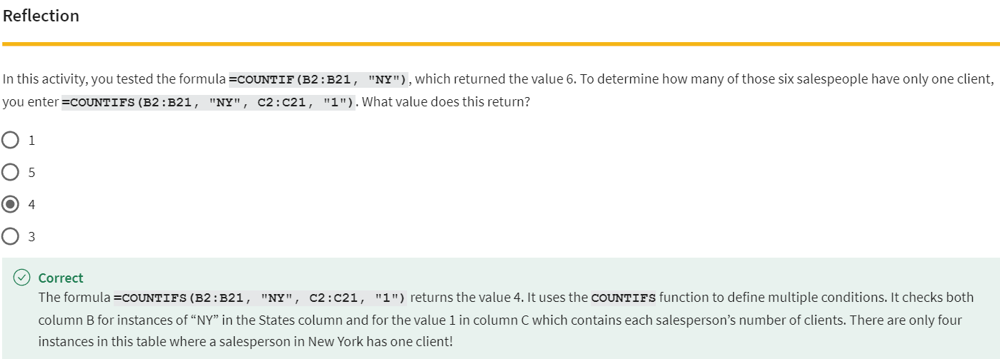 Reflection
In this activity, you tested the formula =COUNTIF(B2:B21, "NY"), which returned the value 6. To determine how many of those six salespeople have only one client,
you enter =COUNTIFS(B2:B21, "NY", C2:C21, "1"). What value does this return?
1
5
4
3
Correct
The formula =COUNTIFS(B2:B21, "NY", C2:C21, "1") returns the value 4. It uses the COUNTIFS function to define multiple conditions. It checks both
column B for instances of “NY” in the States column and for the value 1 in column C which contains each salesperson’s number of clients. There are only four
instances in this table where a salesperson in New York has one client!